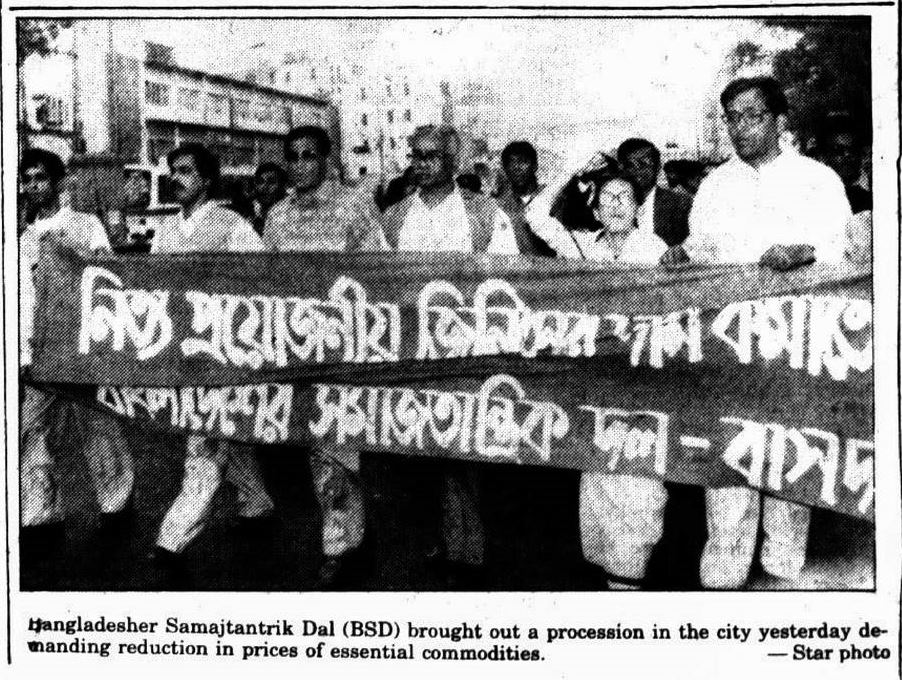 নিত্য প্রয়োজনীয় জিনিসের দাম কমাতে
বাংলাদেশের সমাজতান্ত্রিক দল - বাসদ
Bangladesher Samajtantrik Dal (BSD) brought out a procession in the city yesterday de-
manding reduction in prices of essential commodities. — Star photo